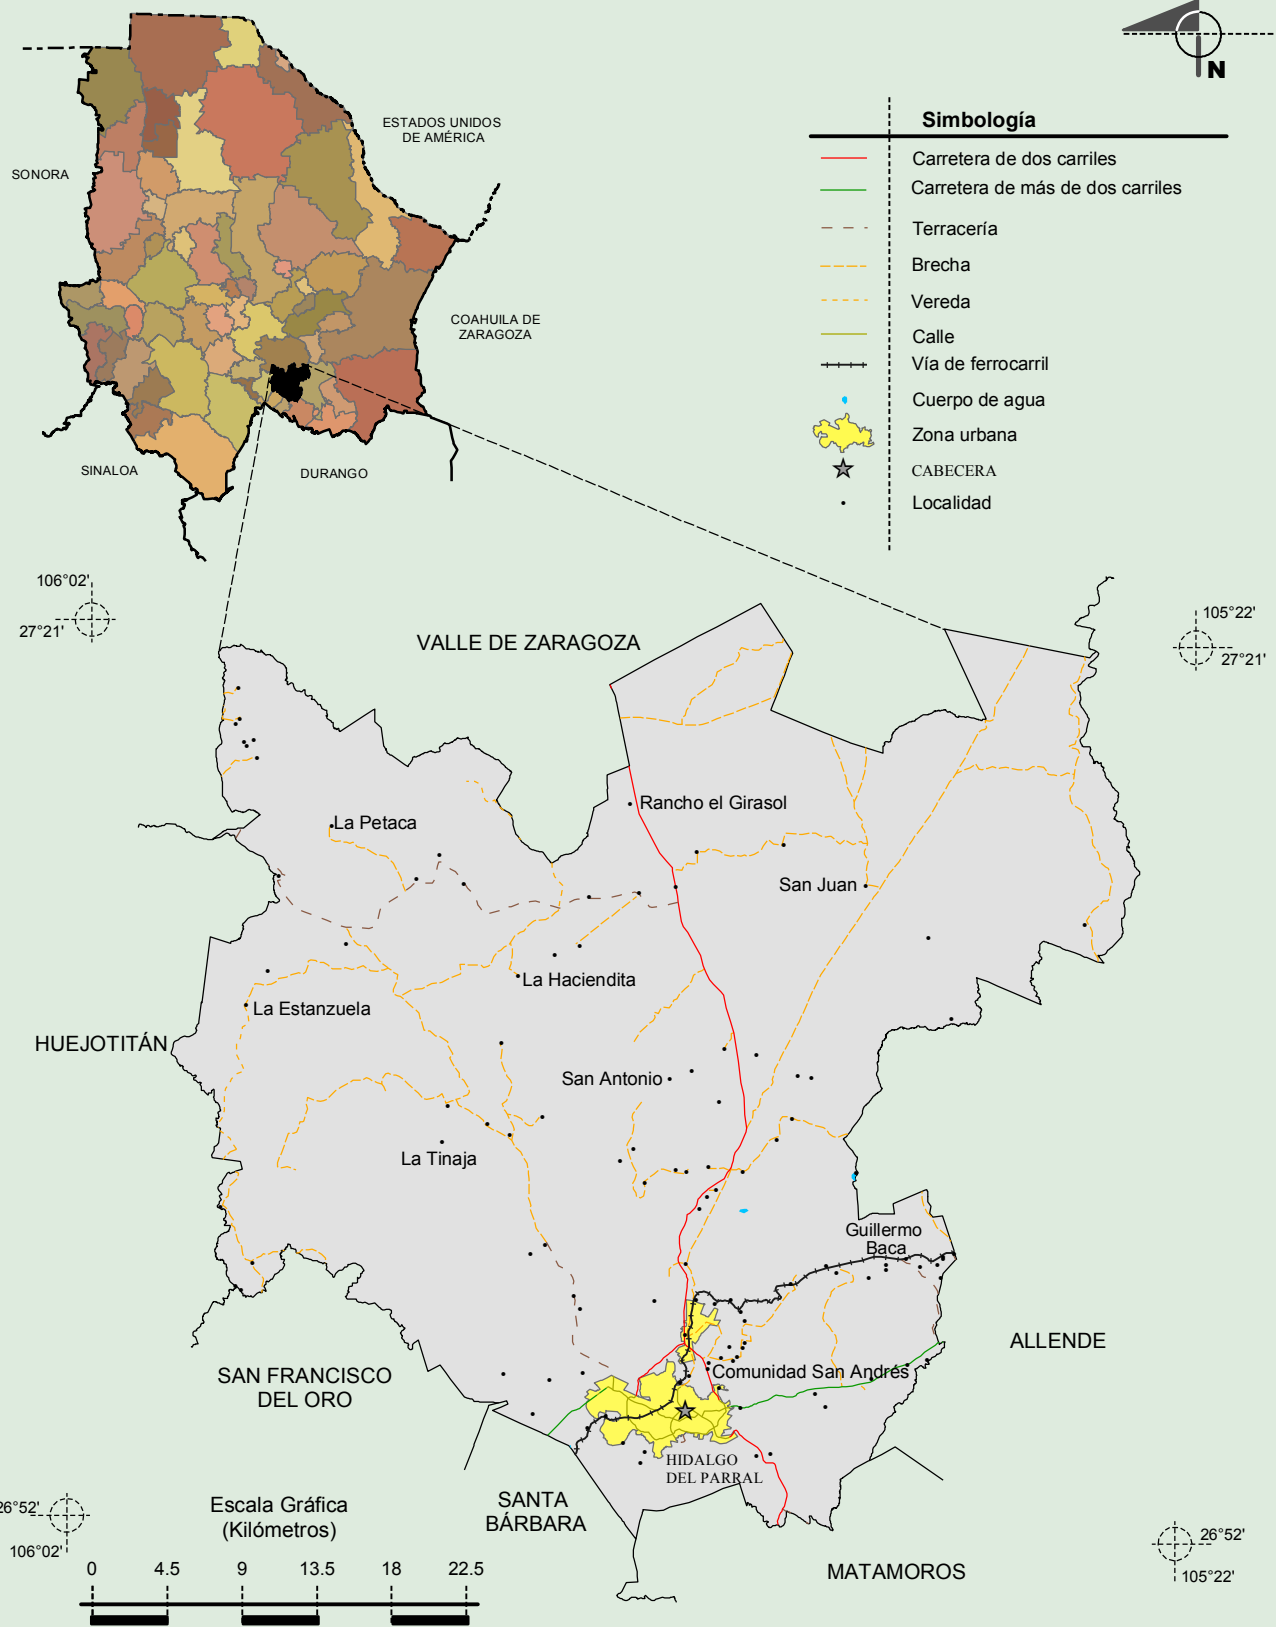 N
ESTADOS UNIDOS
DE AMÉRICA
SONORA
COAHUILA DE
ZARAGOZA
SINALOA
DURANGO
Simbología
Carretera de dos carriles
Carretera de más de dos carriles
Terracería
Brecha
Vereda
Calle
Vía de ferrocarril
Cuerpo de agua
Zona urbana
CABECERA
Localidad
106°02'
27°21'
105°22'
27°21'
VALLE DE ZARAGOZA
Rancho el Girasol
La Petaca
San Juan
La Haciendita
La Estanzuela
HUEJOTITÁN
San Antonio
La Tinaja
Guillermo
Baca
ALLENDE
SAN FRANCISCO
DEL ORO
Comunidad San Andrés
HIDALGO
DEL PARRAL
SANTA
BÁRBARA
MATAMOROS
26°52'
106°02'
26°52'
105°22'
Escala Gráfica
(Kilómetros)
0 4.5 9 13.5 18 22.5